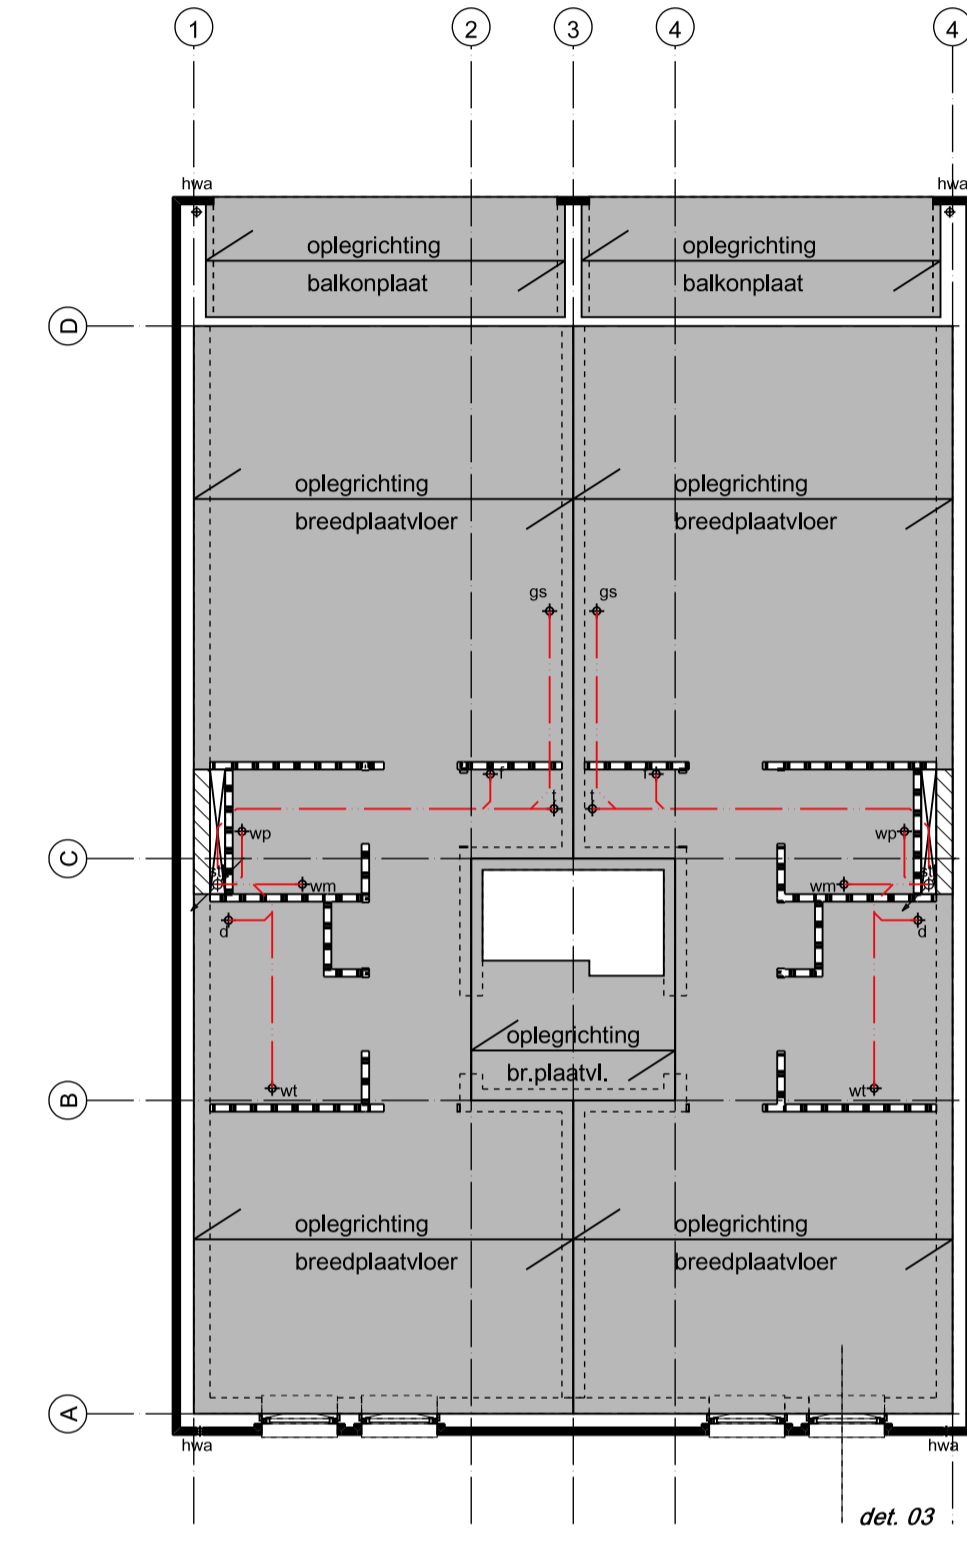 1 2 3 4 4
hwa hwa
oplegrichting oplegrichting
balkonplaat balkonplaat
D
oplegrichting oplegrichting
breedplaatvloer breedplaatvloer
gs gs
f f
t t
wp wp
C
wm wm
d d
oplegrichting
br.plaatvl.
wt wt
B
oplegrichting oplegrichting
breedplaatvloer breedplaatvloer
A
hwa hwa
det. 03